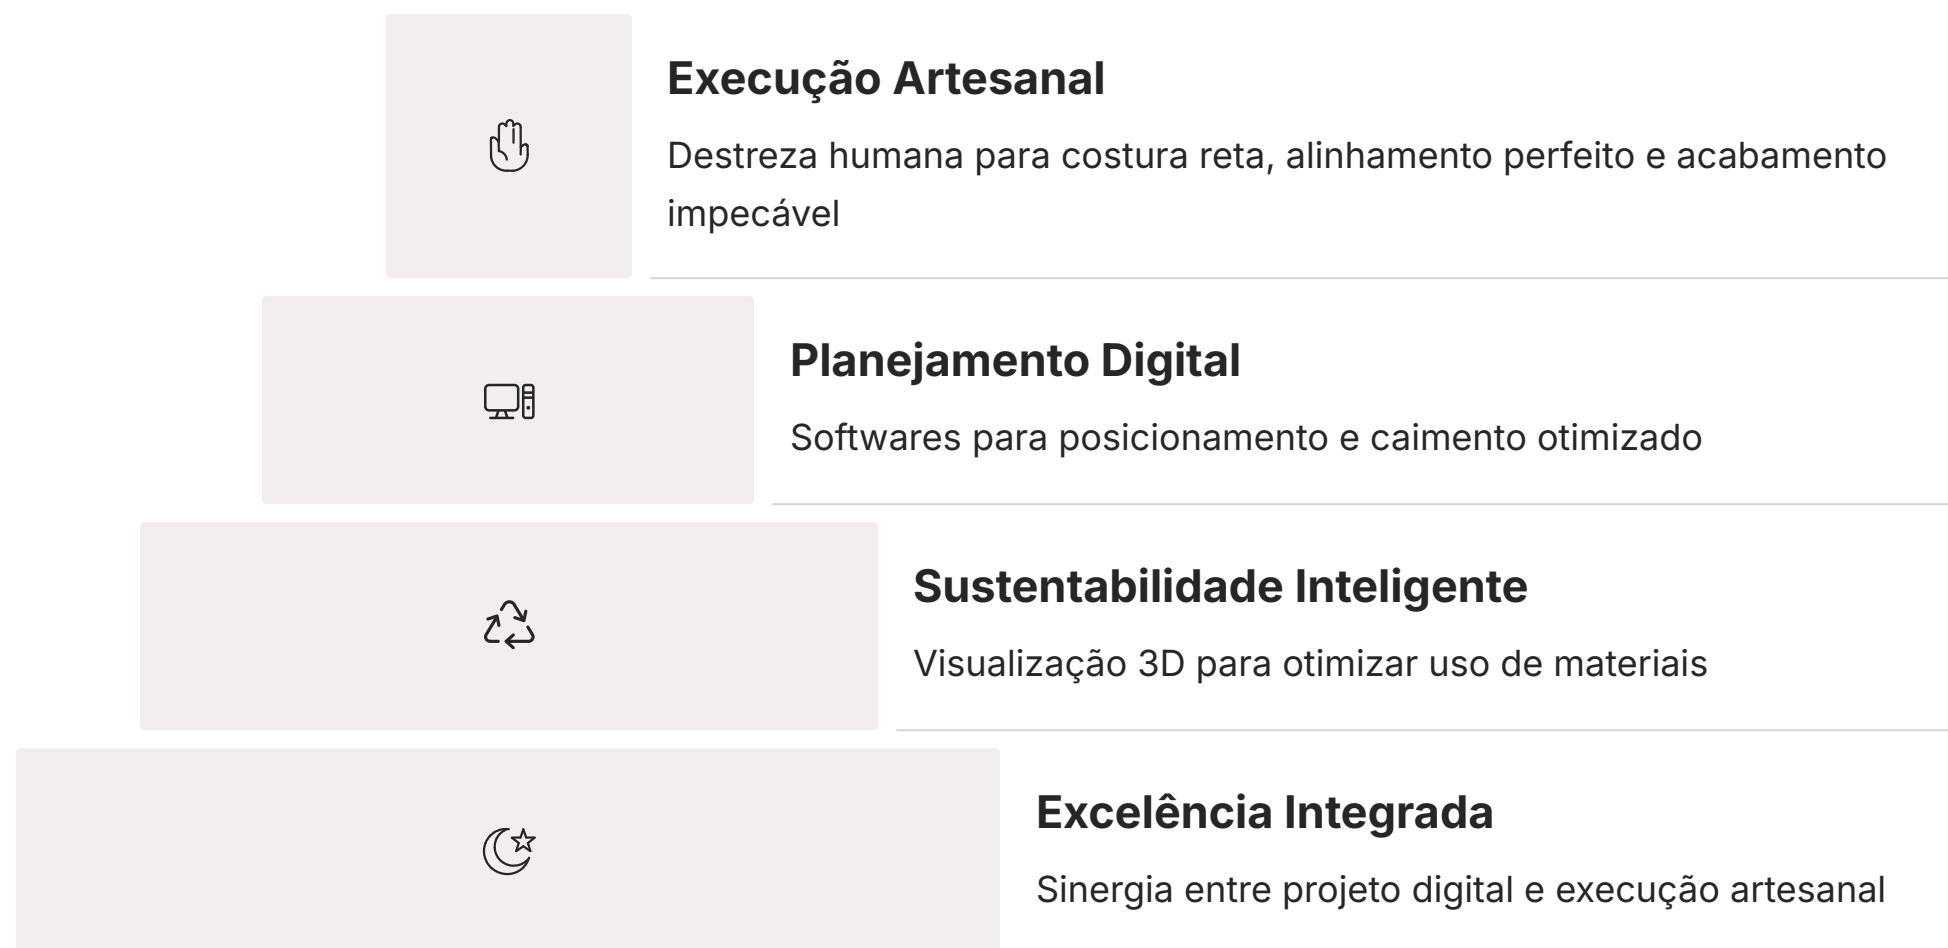 Execução Artesanal
Destreza humana para costura reta, alinhamento perfeito e acabamento
impecável
Planejamento Digital
Softwares para posicionamento e caimento otimizado
Sustentabilidade Inteligente
Visualização 3D para otimizar uso de materiais
Excelência Integrada
Sinergia entre projeto digital e execução artesanal